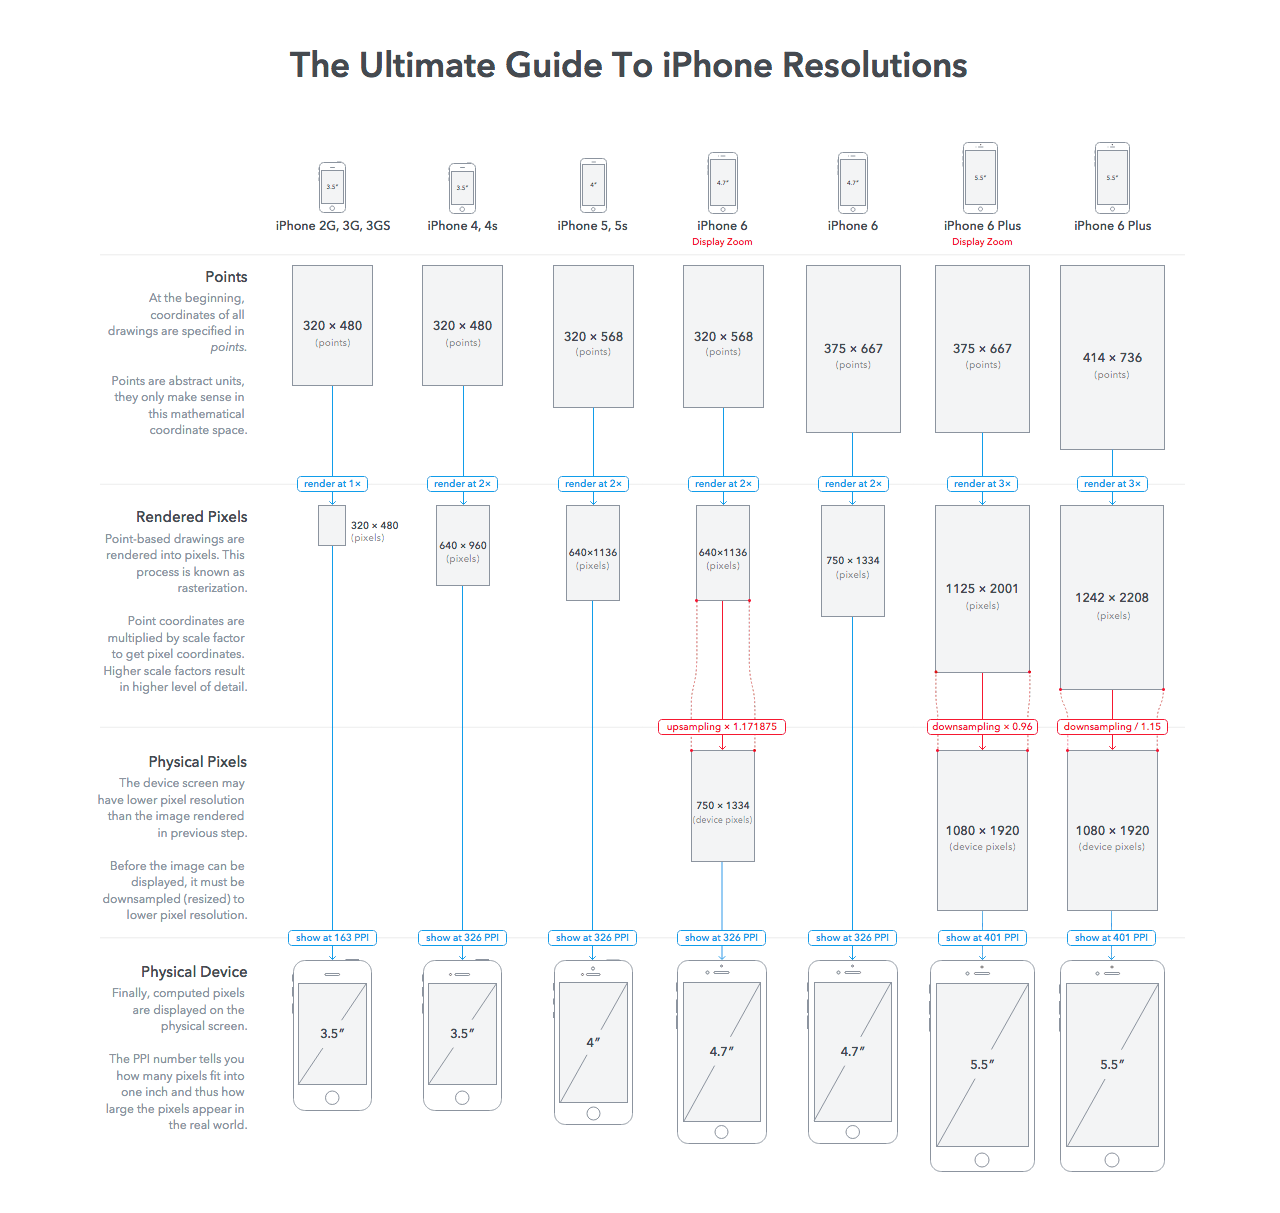 The Ultimate Guide To iPhone Resolutions
3.5”
3.5”
4”
4.7”
4.7”
5.5”
5.5”
iPhone 2G, 3G, 3GS
iPhone 4, 4s
iPhone 5, 5s
iPhone 6
Display Zoom
iPhone 6
iPhone 6 Plus
Display Zoom
iPhone 6 Plus
Points
At the beginning,
coordinates of all
drawings are specified in
points.
Points are abstract units,
they only make sense in
this mathematical
coordinate space.
320 × 480
(points)
320 × 480
(points)
320 × 568
(points)
320 × 568
(points)
375 × 667
(points)
375 × 667
(points)
414 × 736
(points)
render at 1×
render at 2×
render at 2×
render at 2×
render at 2×
render at 3×
render at 3×
Rendered Pixels
Point-based drawings are
rendered into pixels. This
process is known as
rasterization.
Point coordinates are
multiplied by scale factor
to get pixel coordinates.
Higher scale factors result
in higher level of detail.
320 × 480
(pixels)
640 × 960
(pixels)
640×1136
(pixels)
640×1136
(pixels)
750 × 1334
(pixels)
1125 × 2001
(pixels)
1242 × 2208
(pixels)
upsampling × 1.171875
downsampling × 0.96
downsampling / 1.15
Physical Pixels
The device screen may
have lower pixel resolution
than the image rendered
in previous step.
Before the image can be
displayed, it must be
downsampled (resized) to
lower pixel resolution.
750 × 1334
(device pixels)
1080 × 1920
(device pixels)
1080 × 1920
(device pixels)
show at 163 PPI
show at 326 PPI
show at 326 PPI
show at 326 PPI
show at 326 PPI
show at 401 PPI
show at 401 PPI
Physical Device
Finally, computed pixels
are displayed on the
physical screen.
The PPI number tells you
how many pixels fit into
one inch and thus how
large the pixels appear in
the real world.
3.5”
3.5”
4”
4.7”
4.7”
5.5”
5.5”